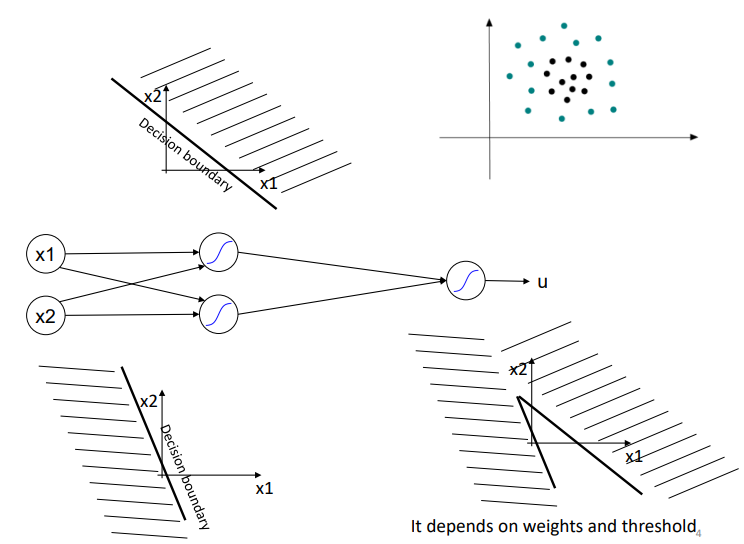 x2
Decision boundary
x1
x1
x2
u
x2
Decision boundary
x1
x2
x1
It depends on weights and threshold
4